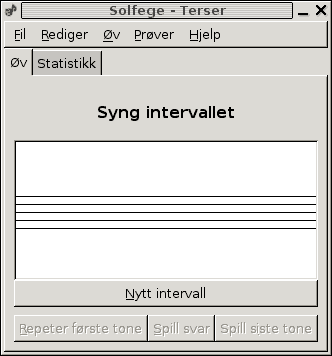 Solfege - Terser
Fil Rediger Øv Prøver Hjelp
Øv Statistikk
Syng intervallet
Nytt intervall
Repeter første tone Spill svar Spill siste tone